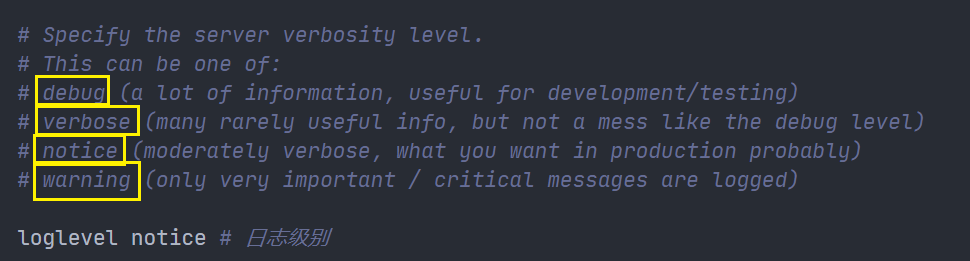 # Specify the server verbosity level.
# This can be one of:
# debug (a lot of information, useful for development/testing)
# verbose (many rarely useful info, but not a mess like the debug level)
# notice (moderately verbose, what you want in production probably)
# warning (only very important / critical messages are logged)
loglevel notice # 日志级别